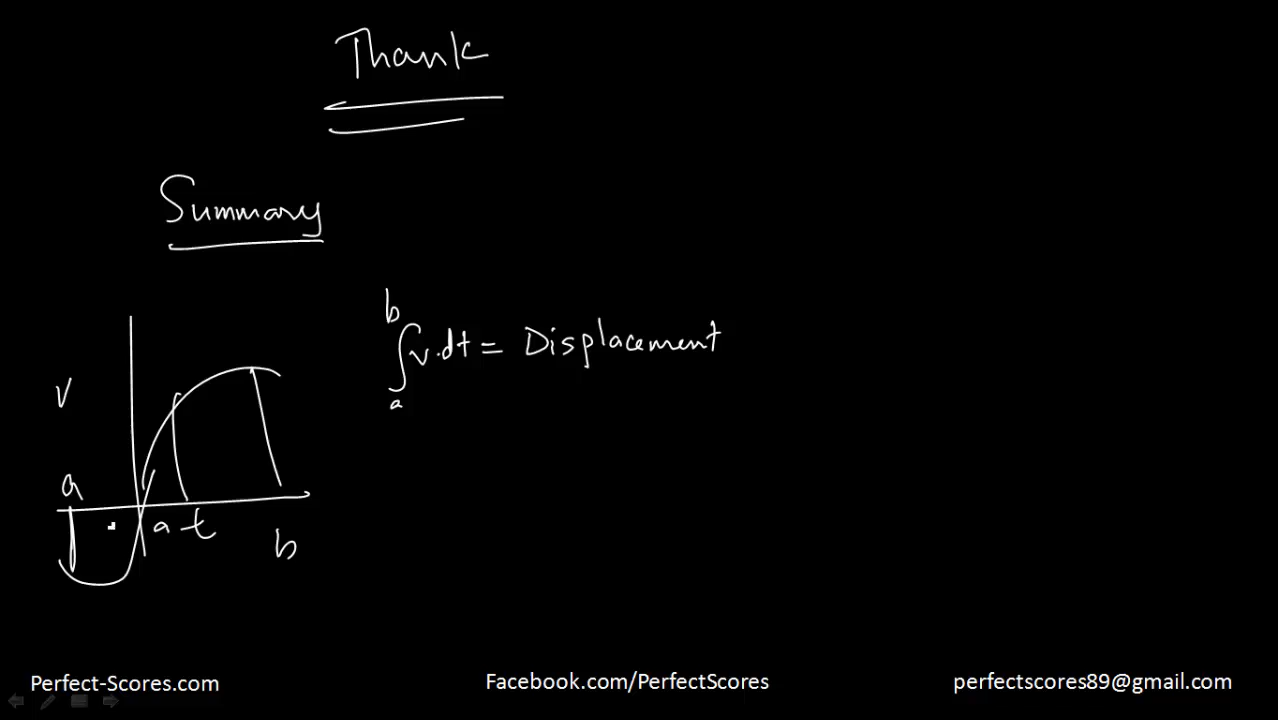 Thank
Summary
b
∫v.dt = Displacement
a
v
a
a t
b
Perfect-Scores.com
Facebook.com/PerfectScores
perfectscores89@gmail.com